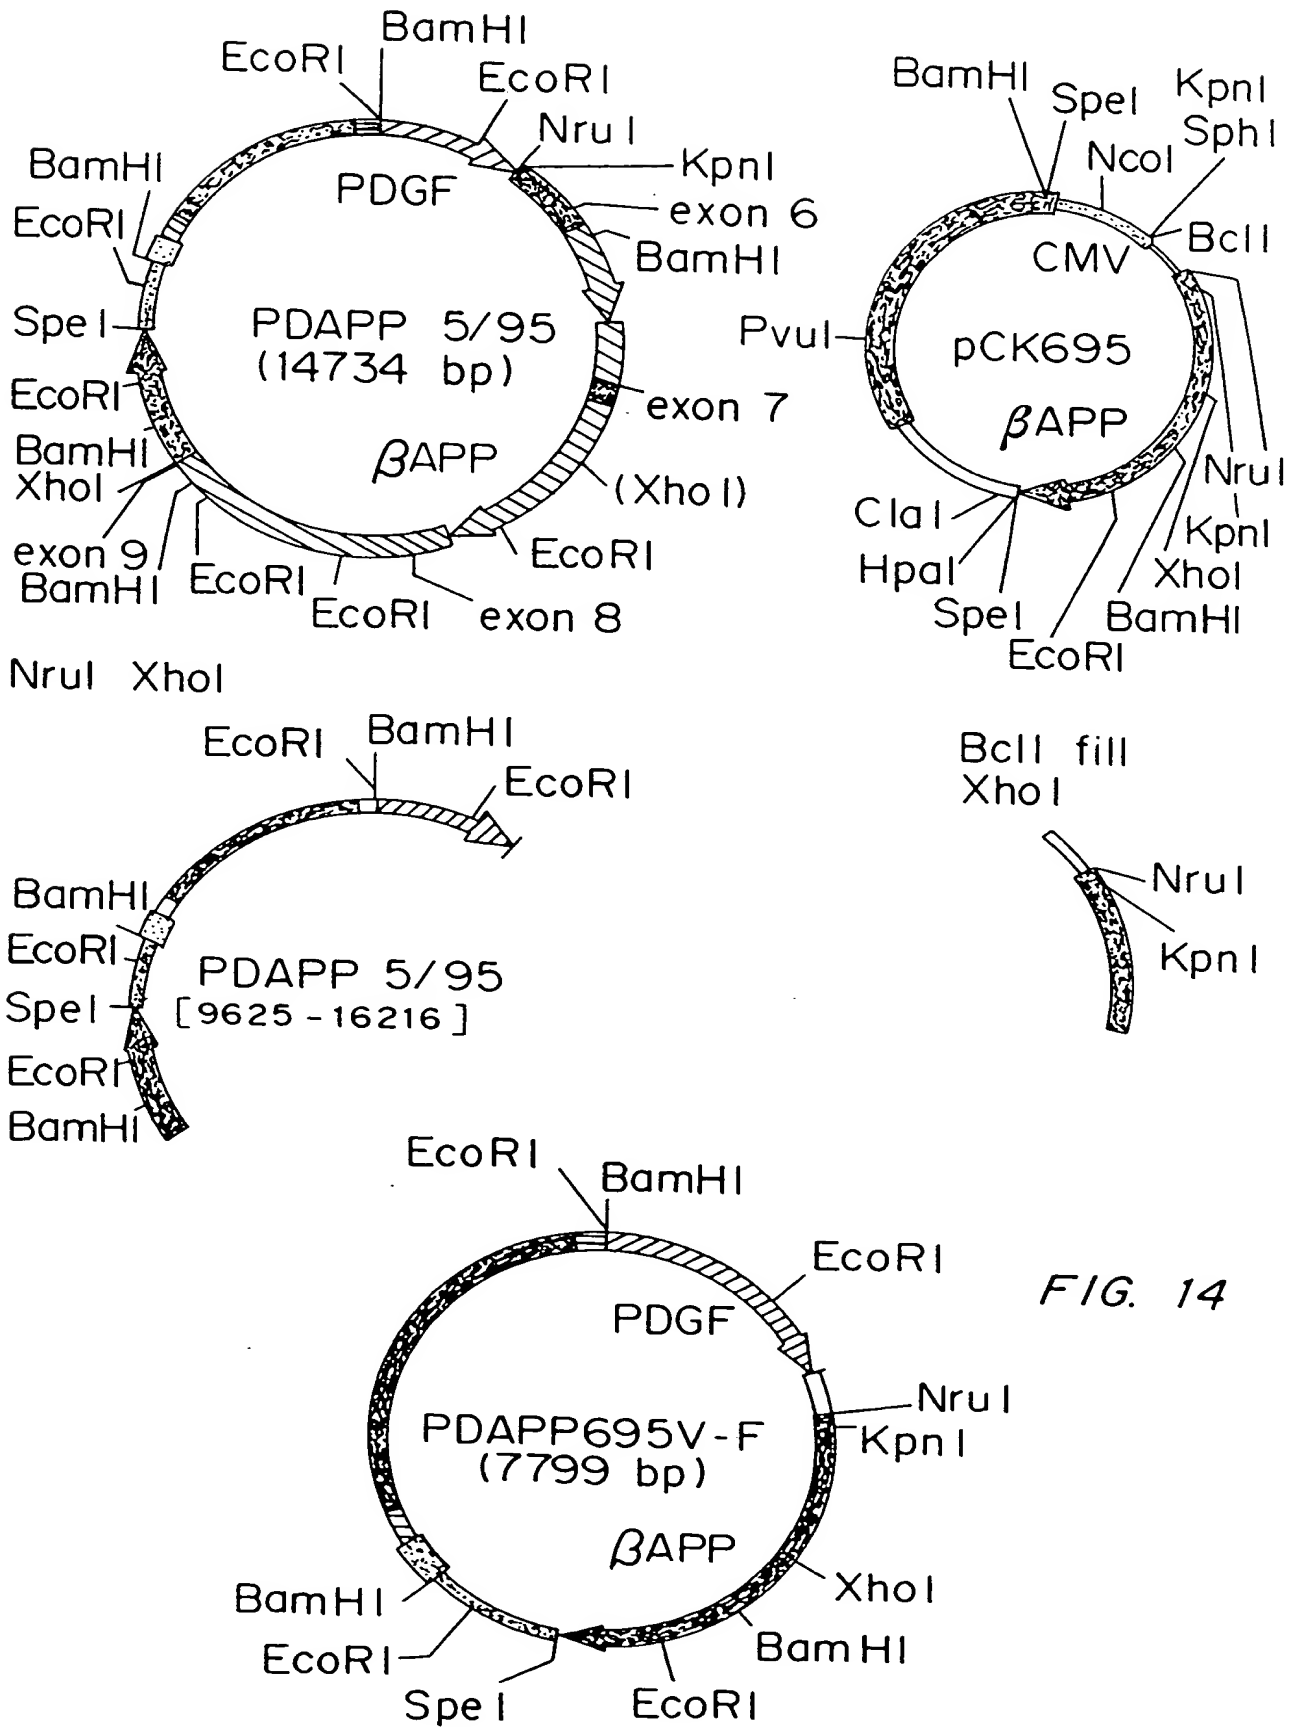 BamHI
EcoRI
EcoRI
NruI
KpnI
PDGF
exon 6
BamHI
BamHI
EcoRI
SpeI
PDAPP 5/95
(14734 bp)
EcoRI
exon 7
BamHI
βAPP
XhoI
(XhoI)
exon 9
EcoRI
BamHI
EcoRI
EcoRI
exon 8
BamHI
SpeI
KpnI
SphI
NcoI
BclI
CMV
PvuI
pCK695
βAPP
NruI
ClaI
KpnI
HpaI
XhoI
SpeI
BamHI
EcoRI
NruI XhoI
EcoRI
BamHI
EcoRI
BamHI
EcoRI
PDAPP 5/95
SpeI
[9625-16216]
EcoRI
BamHI
BclI fill
XhoI
NruI
KpnI
EcoRI
BamHI
EcoRI
FIG. 14
PDGF
NruI
PDAPP695V-F
KpnI
(7799 bp)
βAPP
BamHI
XhoI
EcoRI
BamHI
SpeI
EcoRI